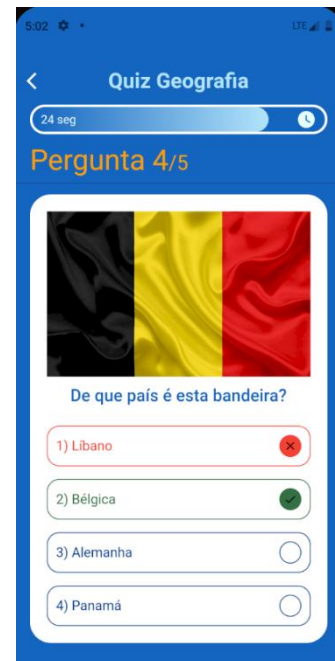 5:02
LTE
Quiz Geografia
24 seg
Pergunta 4/5
De que país é esta bandeira?
1) Líbano
2) Bélgica
3) Alemanha
4) Panamá